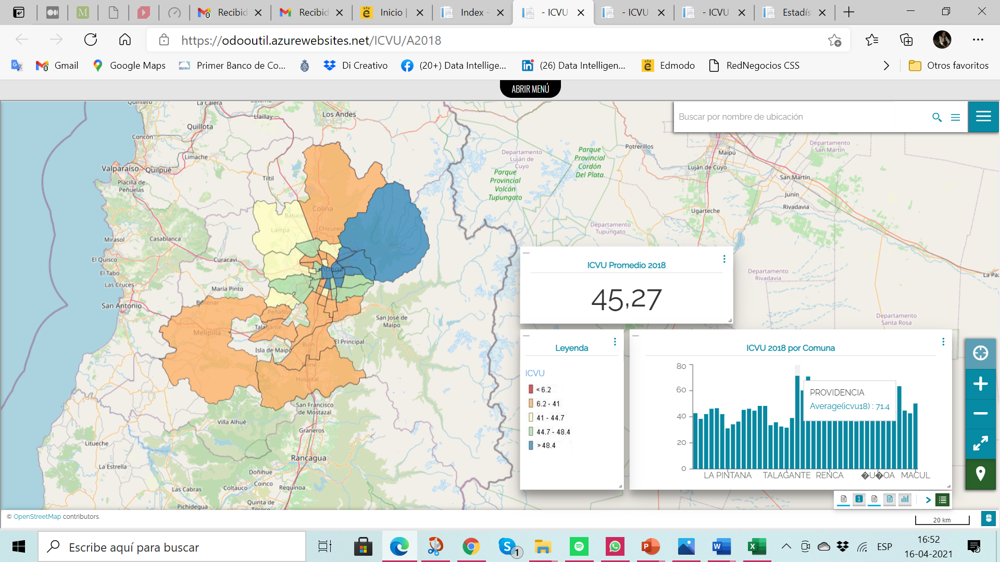 Recibid
Recibid
Inicio |
Index -
- ICVU
- ICVU
- ICVU
Estadís
https://odooutil.azurewebsites.net/ICVU/A2018
Gmail
Google Maps
Primer Banco de Co...
Di Creativo
(20+) Data Intellige...
(26) Data Intelligen...
Edmodo
RedNegocios CSS
Otros favoritos
ABRIR MENÚ
Buscar por nombre de ubicación
Quintero
La Calera
Llaillay
Los Andes
Quillota
Concón
Limache
Valparaíso
Quilpué
Placilla de
Peñuelas
Tiltil
Colina
Batuco
Lampa
Chicureo
Mirasol
Casablanca
El Quisco
Curacaví
El Tabo
Las Cruces
María Pinto
San Antonio
Peñaflor
Melipilla
Talagante
San José de
Maipo
El Principal
Buin
Isla de Maipo
Paine
Hospital
San Francisco
de Mostazal
Villa Alhué
Graneros
Litueche
Rancagua
La Estrella
Doñihue
Coinco
Las Cabras
Coltauco
Requinoa
Pichidegua
Quinta de
Tilcoco
Departamento
Luján de
Cuyo
Parque
Provincial
Cordón
Del Plata
Parque
Provincial
Volcán
Tupungato
Potrerillos
Maipú
Luján de Cuyo
Departamento
San Martín
San Martín
Junín
Rivadavia
Ugarteche
Departamento
Tupungato
Departamento
Rivadavia
La Paz
Departamento
Santa Rosa
ICVU Promedio 2018
45,27
Leyenda
ICVU
< 6.2
6.2 - 41
41 - 44.7
44.7 - 48.4
> 48.4
ICVU 2018 por Comuna
80
60
40
20
0
PROVIDENCIA
Average(icvu18) : 71.4
LA PINTANA
TALAGANTE
RENCA
�U�OA
MACUL
1
© OpenStreetMap contributors.
20 km
Escribe aquí para buscar
1
ESP
16:52
16-04-2021